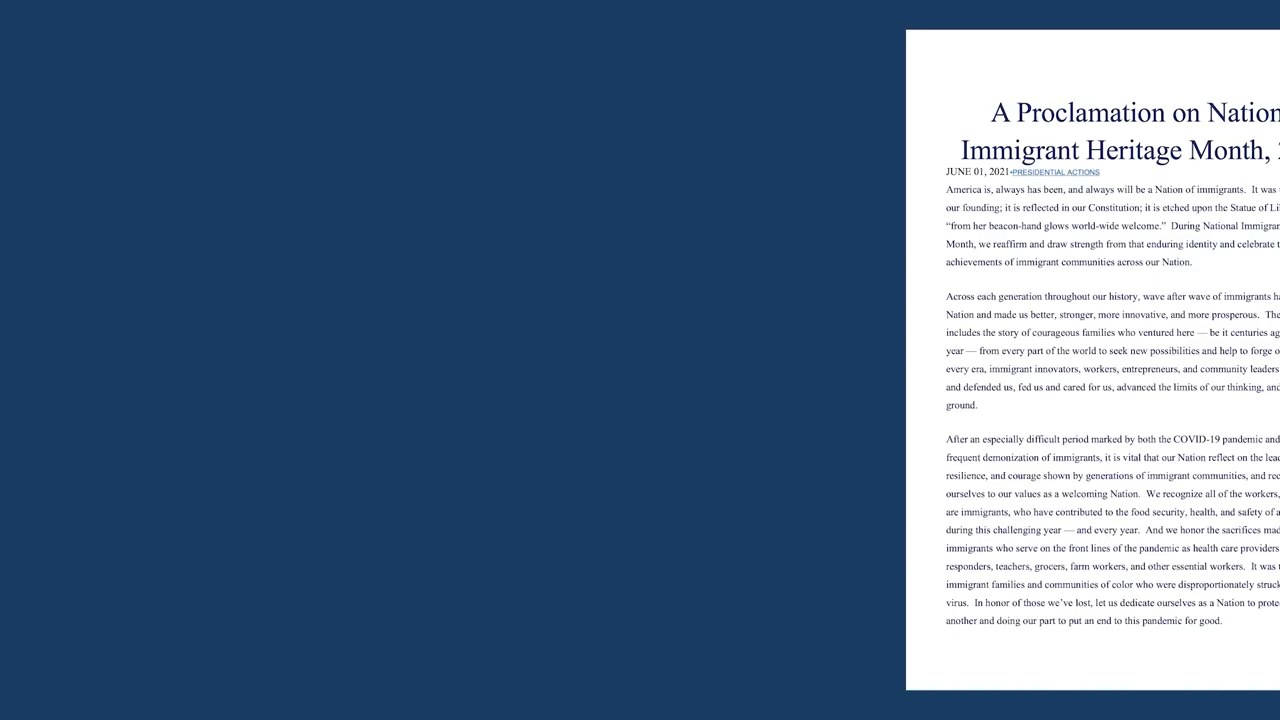 A Proclamation on Nation
Immigrant Heritage Month,
JUNE 01, 2021•PRESIDENTIAL ACTIONS
America is, always has been, and always will be a Nation of immigrants.  It was
our founding; it is reflected in our Constitution; it is etched upon the Statue of Li
“from her beacon-hand glows world-wide welcome.”  During National Immigran
Month, we reaffirm and draw strength from that enduring identity and celebrate
achievements of immigrant communities across our Nation.
Across each generation throughout our history, wave after wave of immigrants ha
Nation and made us better, stronger, more innovative, and more prosperous.  The
includes the story of courageous families who ventured here — be it centuries ag
year — from every part of the world to seek new possibilities and help to forge o
every era, immigrant innovators, workers, entrepreneurs, and community leaders
and defended us, fed us and cared for us, advanced the limits of our thinking, and
ground.
After an especially difficult period marked by both the COVID-19 pandemic and
frequent demonization of immigrants, it is vital that our Nation reflect on the lead
resilience, and courage shown by generations of immigrant communities, and rec
ourselves to our values as a welcoming Nation.  We recognize all of the workers,
are immigrants, who have contributed to the food security, health, and safety of a
during this challenging year — and every year.  And we honor the sacrifices mad
immigrants who serve on the front lines of the pandemic as health care providers
responders, teachers, grocers, farm workers, and other essential workers.  It was
immigrant families and communities of color who were disproportionately struck
virus.  In honor of those we’ve lost, let us dedicate ourselves as a Nation to prote
another and doing our part to put an end to this pandemic for good.